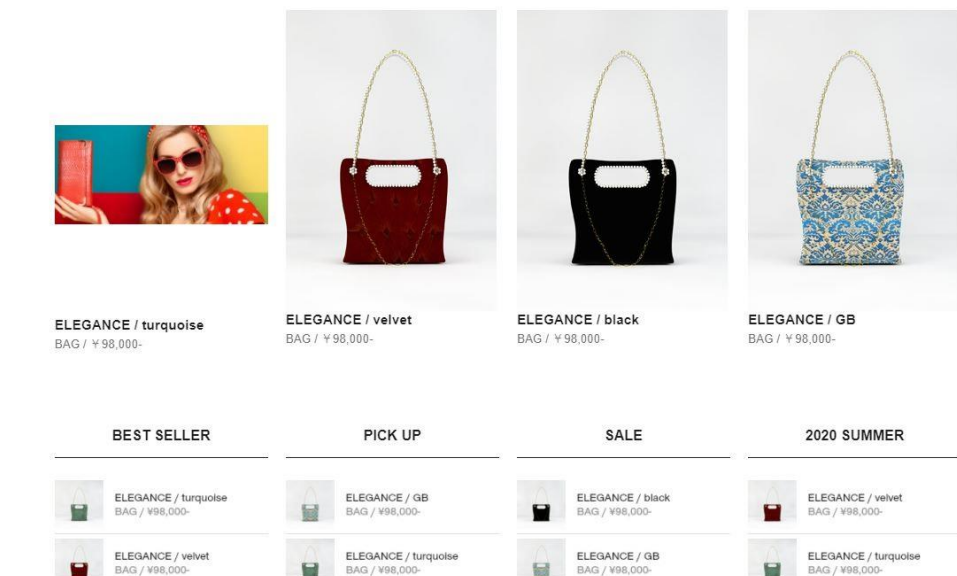 ELEGANCE / turquoise
BAG / ￥98,000-
ELEGANCE / velvet
BAG / ￥98,000-
ELEGANCE / black
BAG / ￥98,000-
ELEGANCE / GB
BAG / ￥98,000-
BEST SELLER
PICK UP
SALE
2020 SUMMER
ELEGANCE / turquoise
BAG / ¥98,000-
ELEGANCE / GB
BAG / ¥98,000-
ELEGANCE / black
BAG / ¥98,000-
ELEGANCE / velvet
BAG / ¥98,000-
ELEGANCE / velvet
BAG / ¥98,000-
ELEGANCE / turquoise
BAG / ¥98,000-
ELEGANCE / GB
BAG / ¥98,000-
ELEGANCE / turquoise
BAG / ¥98,000-